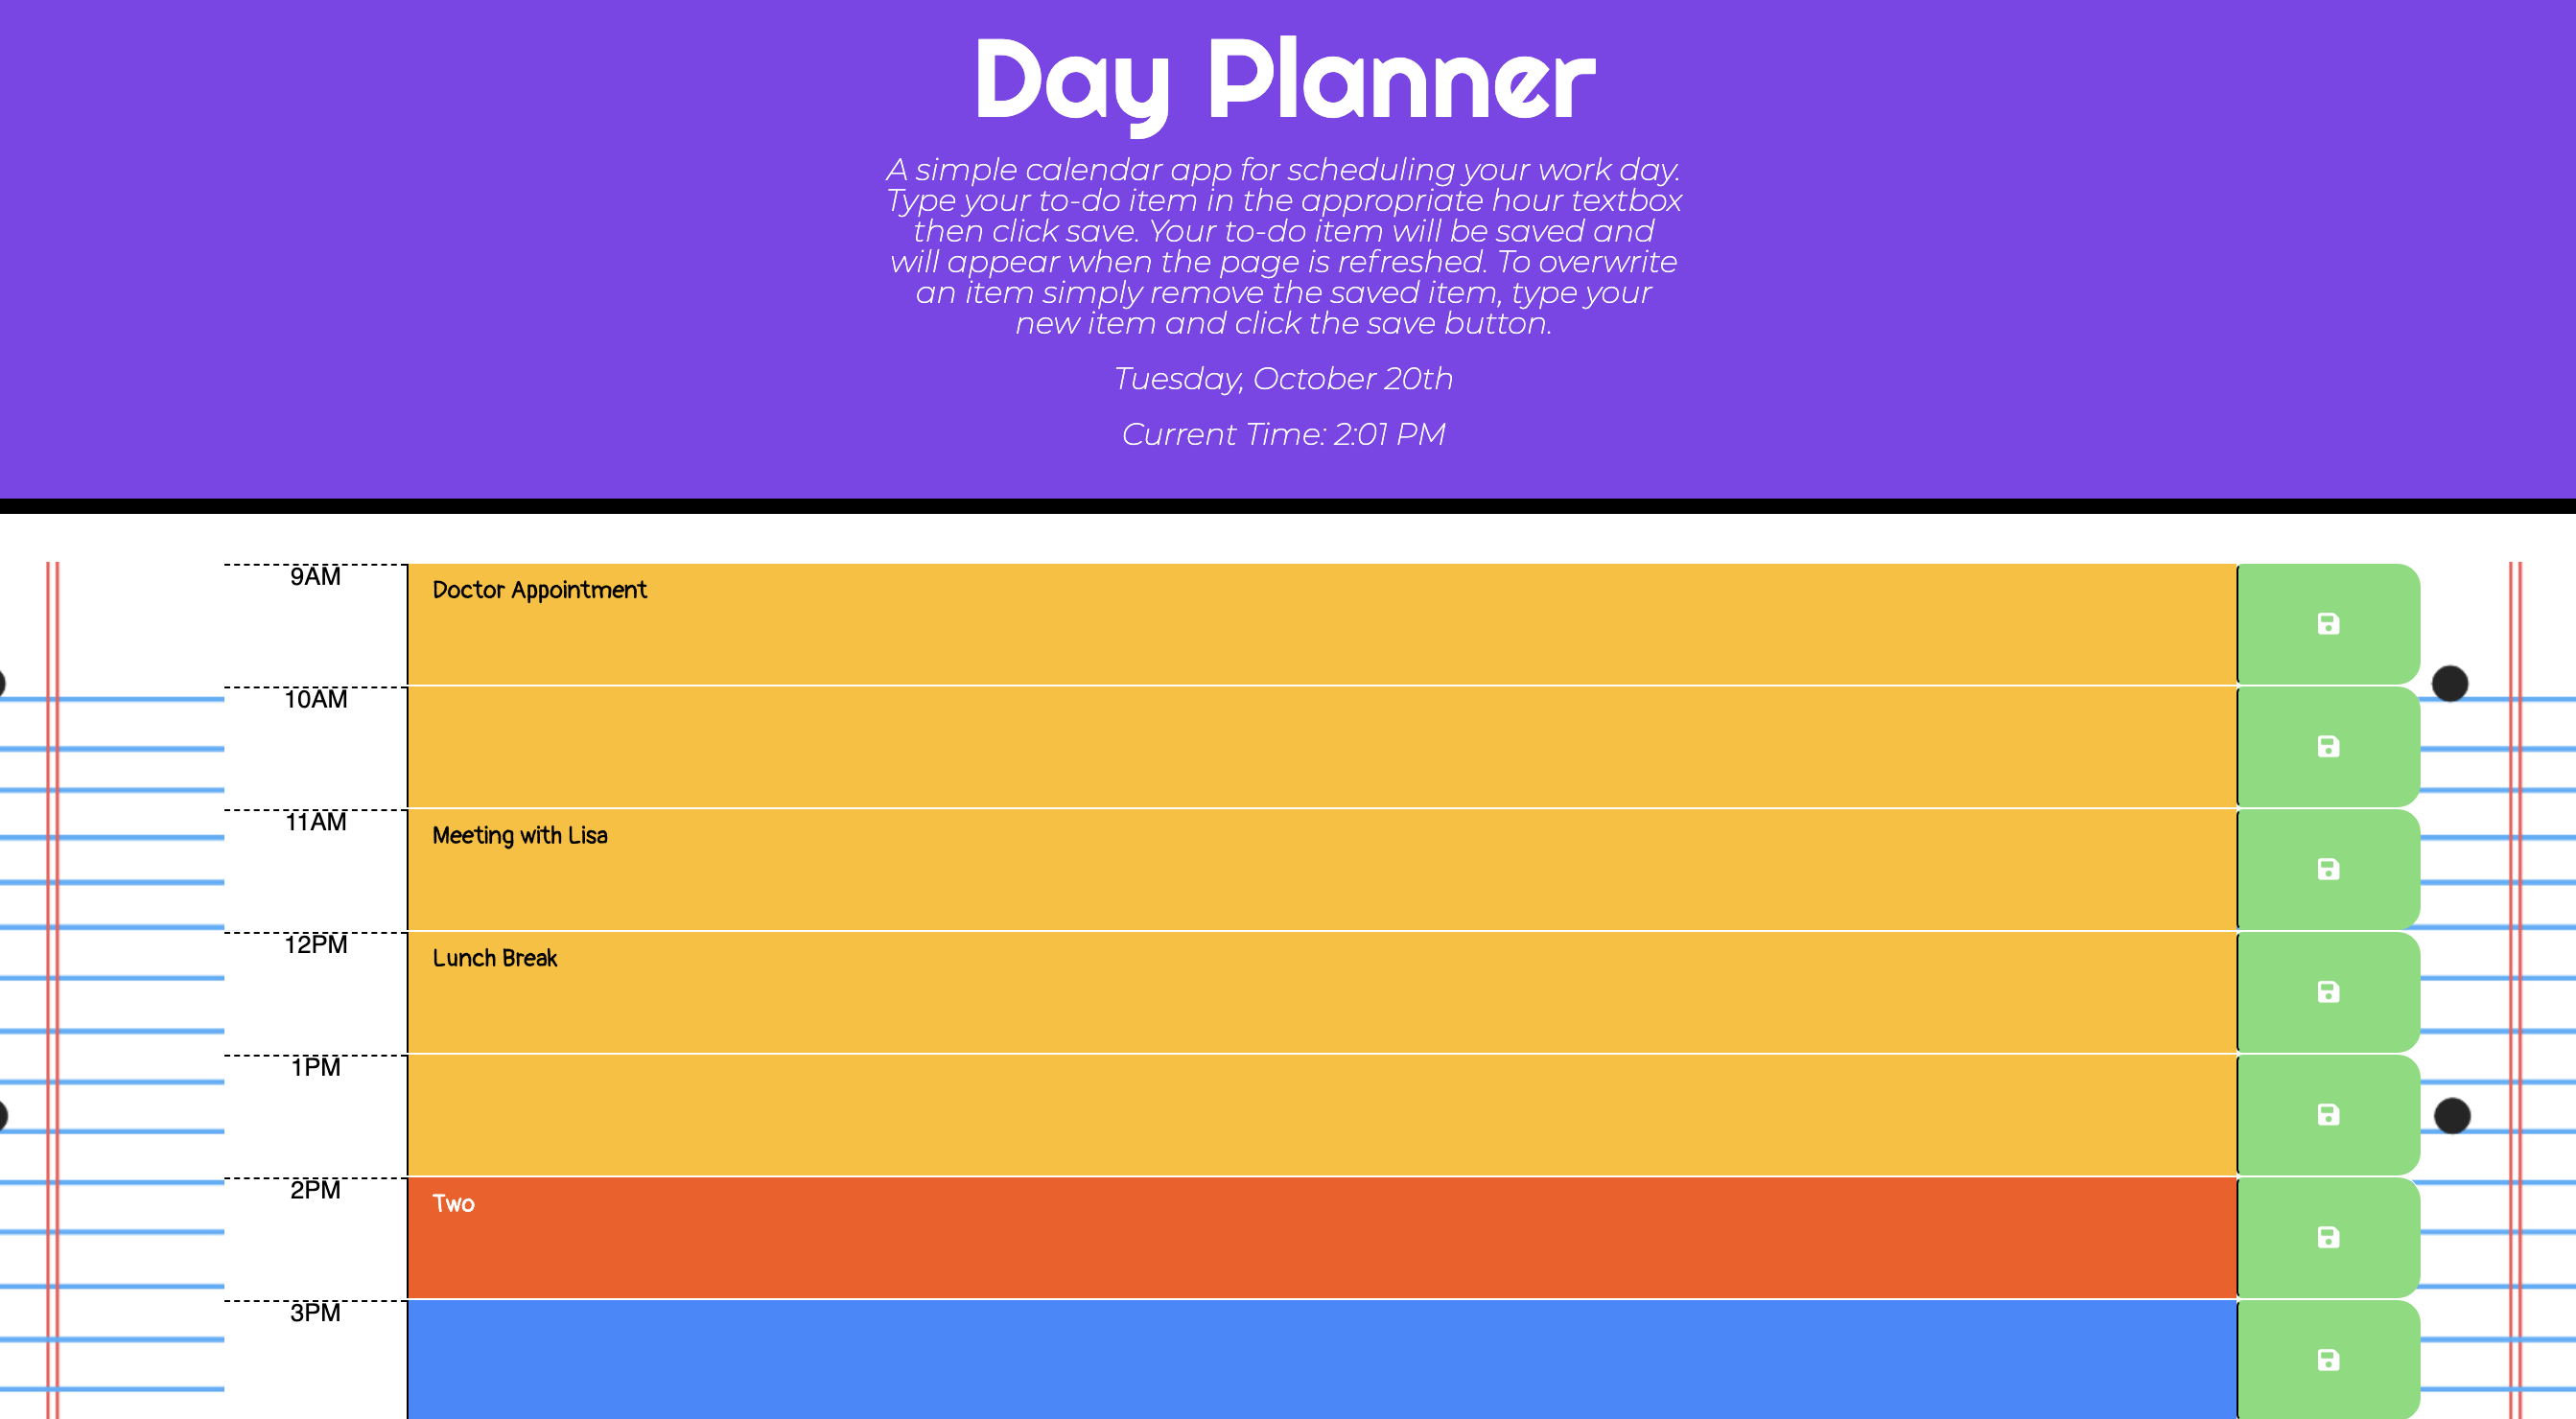 Day Planner
A simple calendar app for scheduling your work day.
Type your to-do item in the appropriate hour textbox
then click save. Your to-do item will be saved and
will appear when the page is refreshed. To overwrite
an item simply remove the saved item, type your
new item and click the save button.
Tuesday, October 20th
Current Time: 2:01 PM
9AM
Doctor Appointment
10AM
11AM
Meeting with Lisa
12PM
Lunch Break
1PM
2PM
Two
3PM